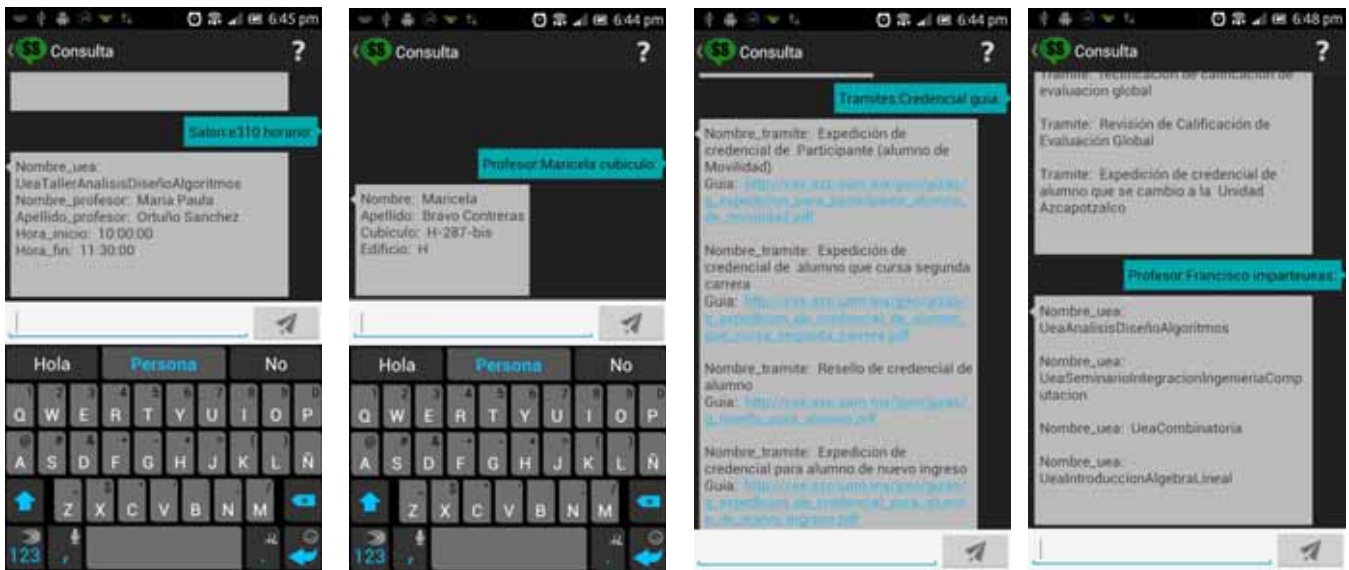 6:45 pm
Consulta
?
Salon:e310 horario:
Nombre_uea:
UeaTallerAnalisisDiseñoAlgoritmos
Nombre_profesor: Maria Paula
Apellido_profesor: Ortuño Sanchez
Hora_inicio: 10:00:00
Hora_fin: 11:30:00
Hola
Persona
No
Q W E R T Y U I O P
A S D F G H J K L Ñ
Z X C V B N M
123
6:44 pm
Consulta
?
Profesor:Maricela cubiculo:
Nombre: Maricela
Apellido: Bravo Contreras
Cubiculo: H-287-bis
Edificio: H
Hola
Persona
No
Q W E R T Y U I O P
A S D F G H J K L Ñ
Z X C V B N M
123
6:44 pm
Consulta
?
Tramites:Credencial guia:
Nombre_tramite: Expedición de
credencial de Participante (alumno de
Movilidad)
Guia:
Nombre_tramite: Expedición de
credencial de alumno que cursa segunda
carrera
Guia:
Nombre_tramite: Resello de credencial de
alumno
Guia:
Nombre_tramite: Expedición de
credencial para alumno de nuevo ingreso
Guia:
6:48 pm
Consulta
?
evaluacion global
Tramite: Revisión de Calificación de
Evaluación Global
Tramite: Expedición de credencial de
alumno que se cambio a la Unidad
Azcapotzalco
Profesor:Francisco imparteueas:
Nombre_uea:
UeaAnalisisDiseñoAlgoritmos
Nombre_uea:
UeaSeminarioIntegracionIngenieriaComp
utacion
Nombre_uea: UeaCombinatoria
Nombre_uea:
UeaIntroduccionAlgebraLineal